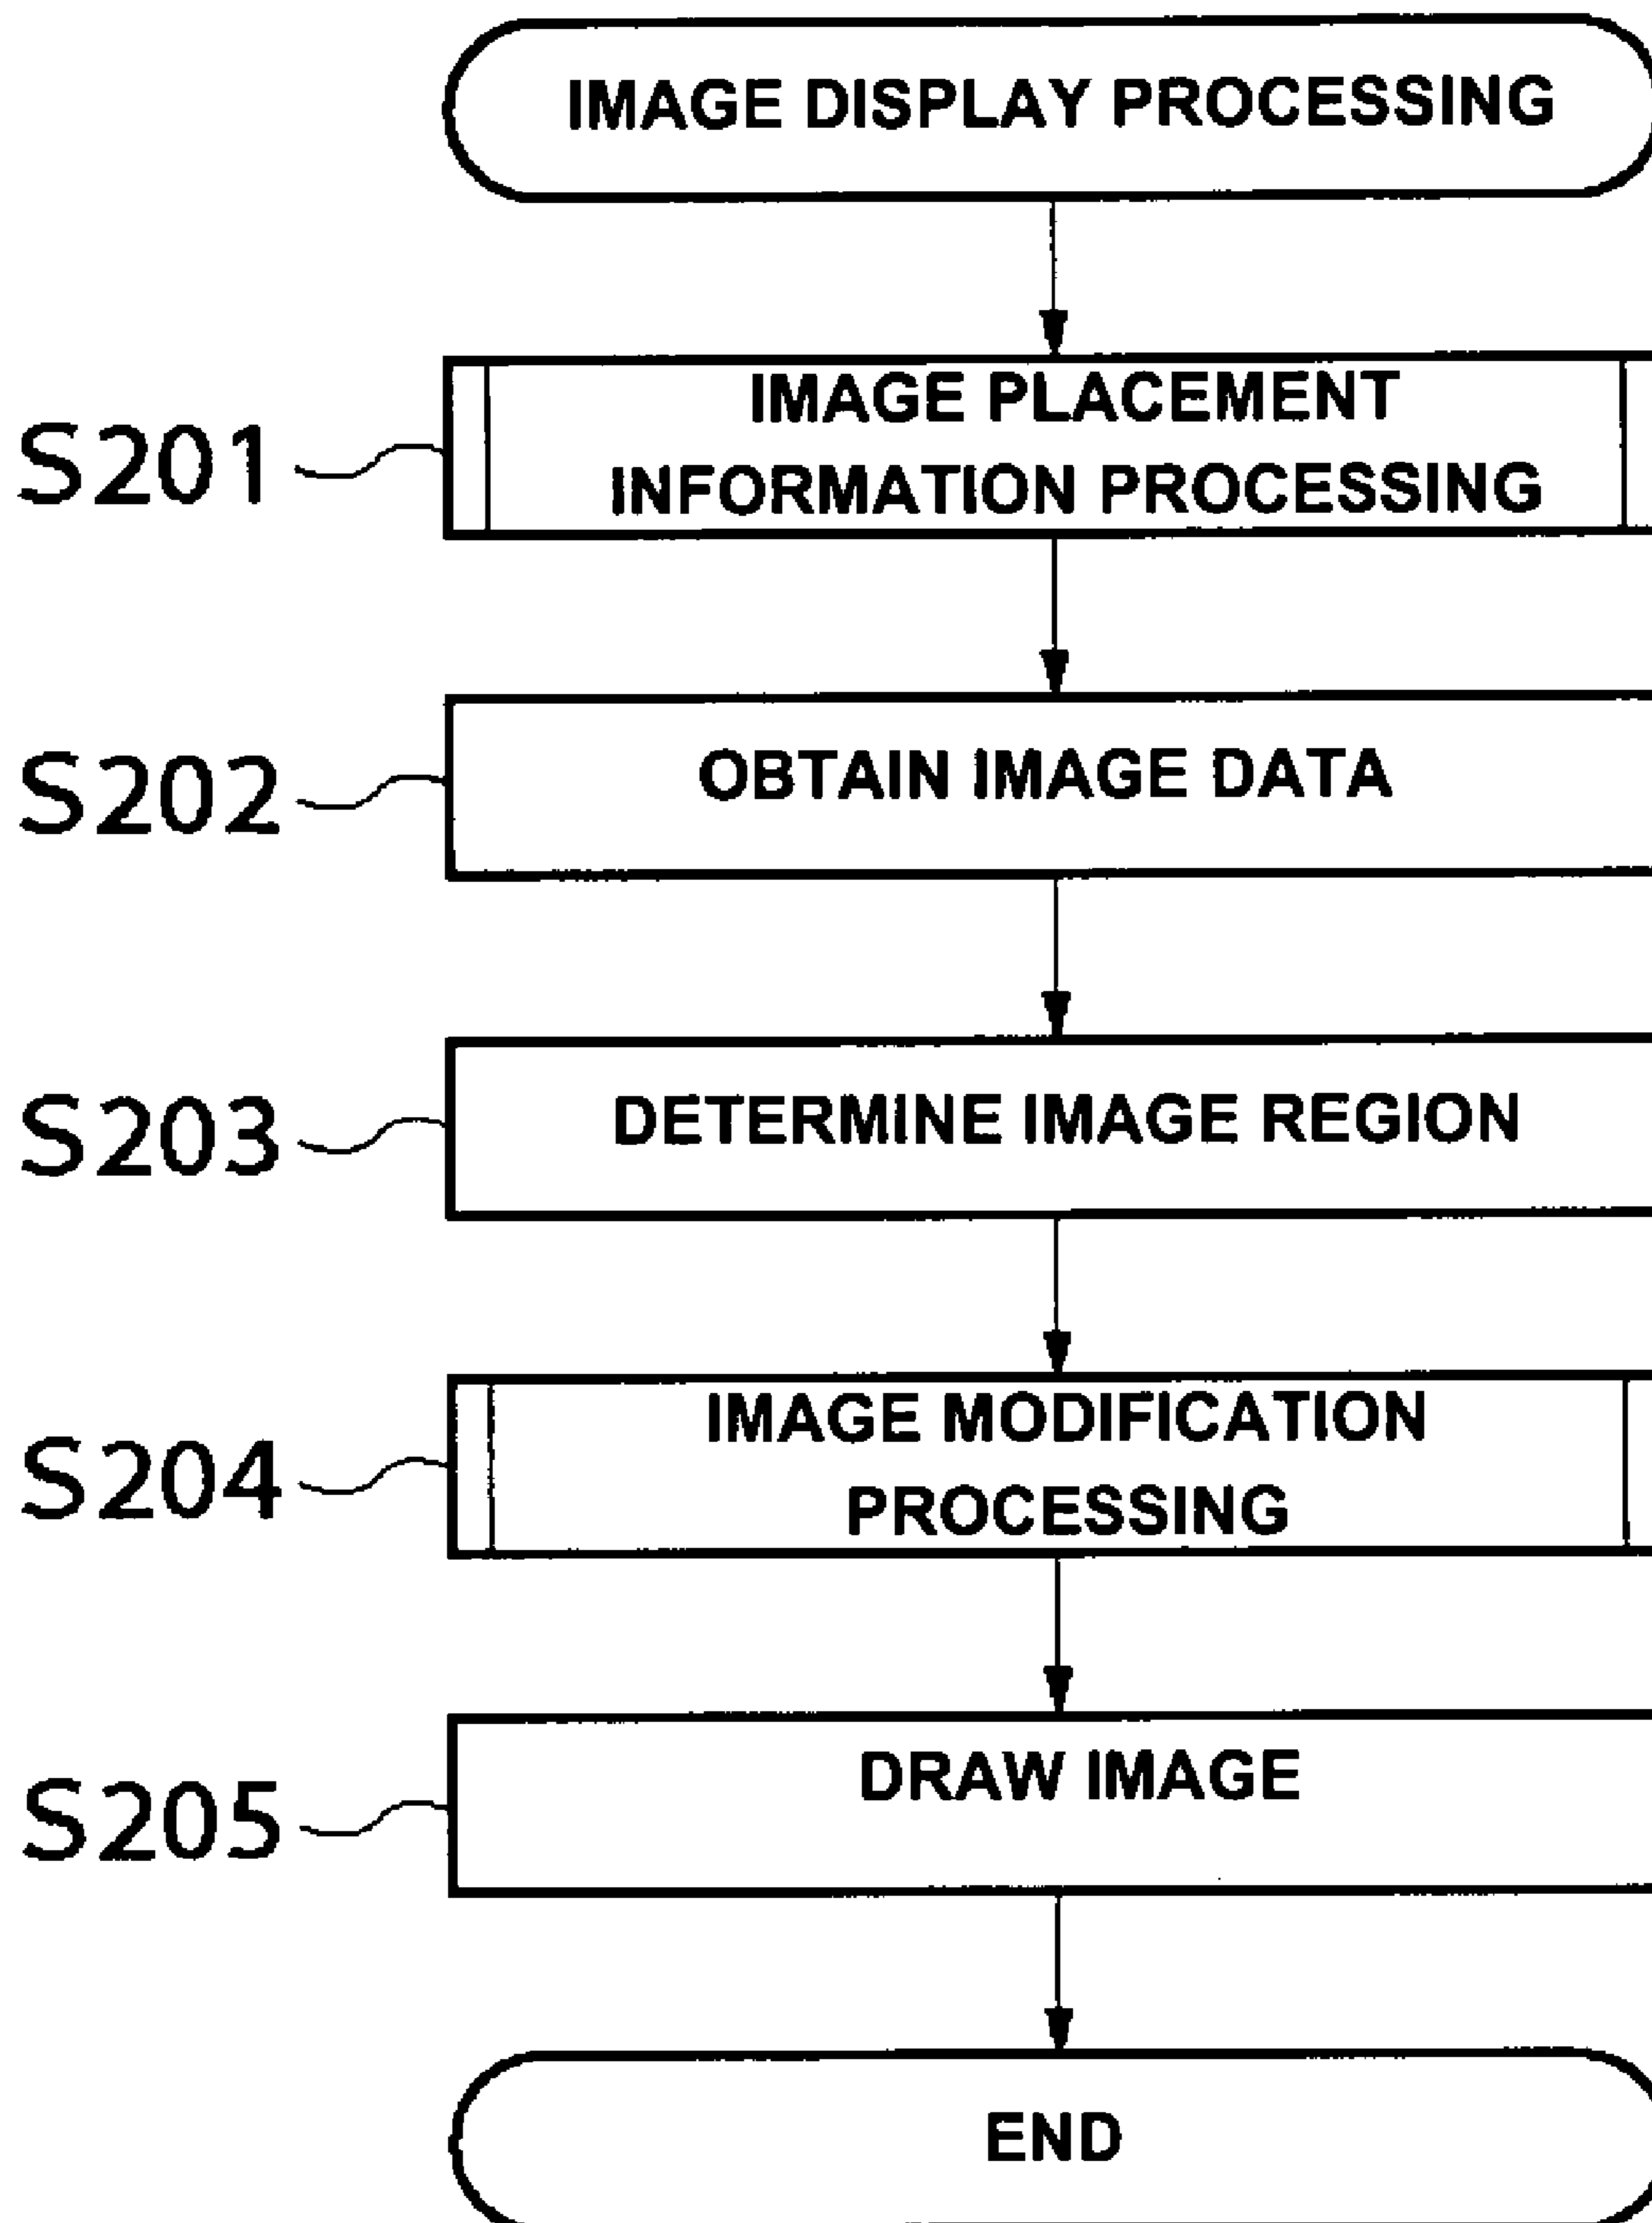 IMAGE DISPLAY PROCESSING
S201
IMAGE PLACEMENT
INFORMATION PROCESSING
S202
OBTAIN IMAGE DATA
S203
DETERMINE IMAGE REGION
S204
IMAGE MODIFICATION
PROCESSING
S205
DRAW IMAGE
END